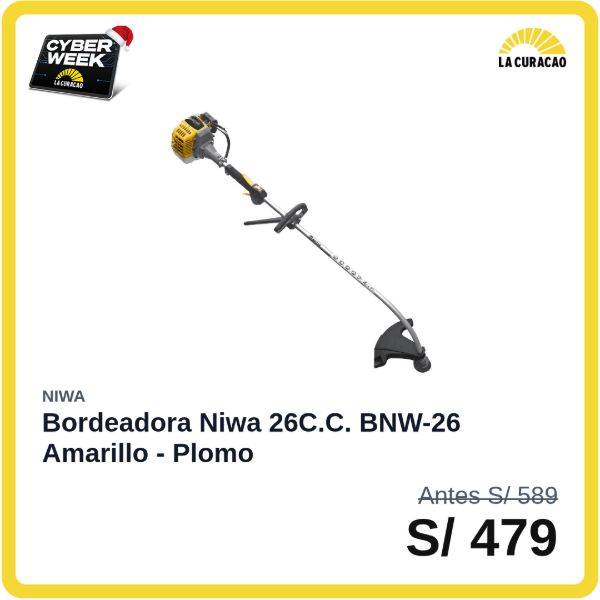 CYBER
WEEK
LA CURACAO
LA CURACAO
NIWA
Bordeadora Niwa 26C.C. BNW-26
Amarillo - Plomo
Antes S/ 589
S/ 479